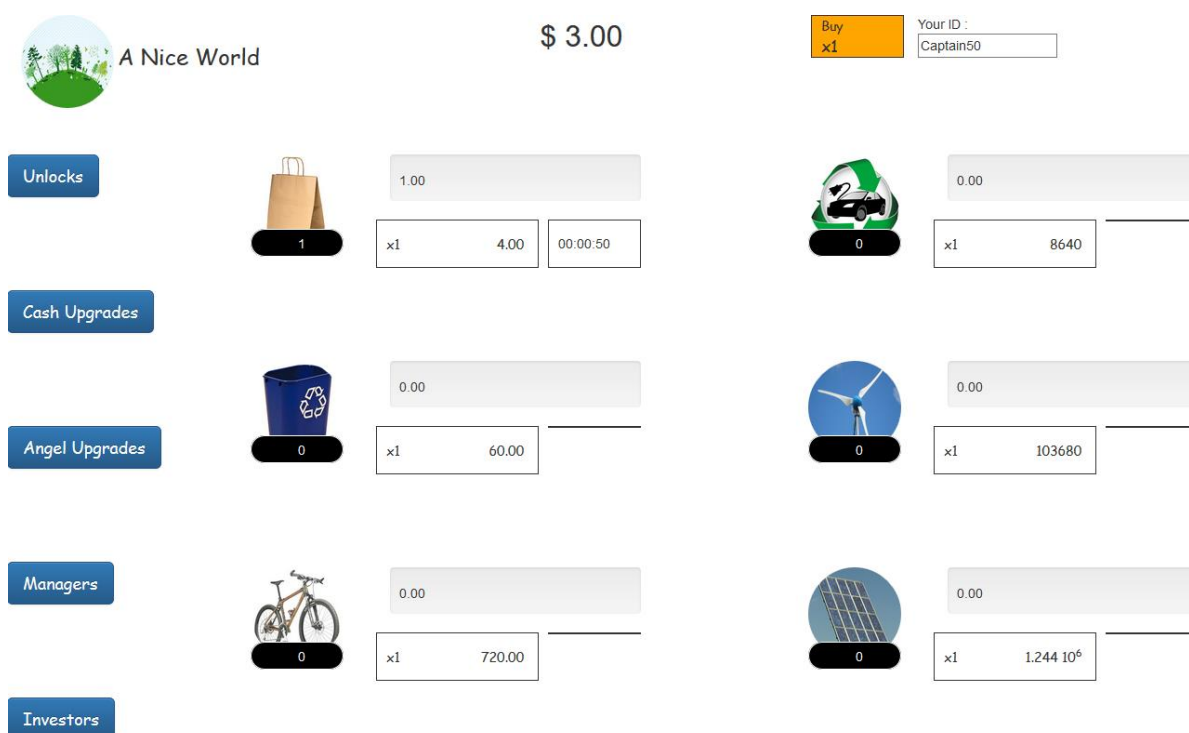 A Nice World
$ 3.00
Buy
x1
Your ID :
Captain50
Unlocks
1.00
1
x1 4.00
00:00:50
0.00
0
x1 8640
Cash Upgrades
0.00
0
x1 60.00
0.00
0
x1 103680
Angel Upgrades
Managers
0.00
0
x1 720.00
0.00
0
x1 1.244 10⁶
Investors